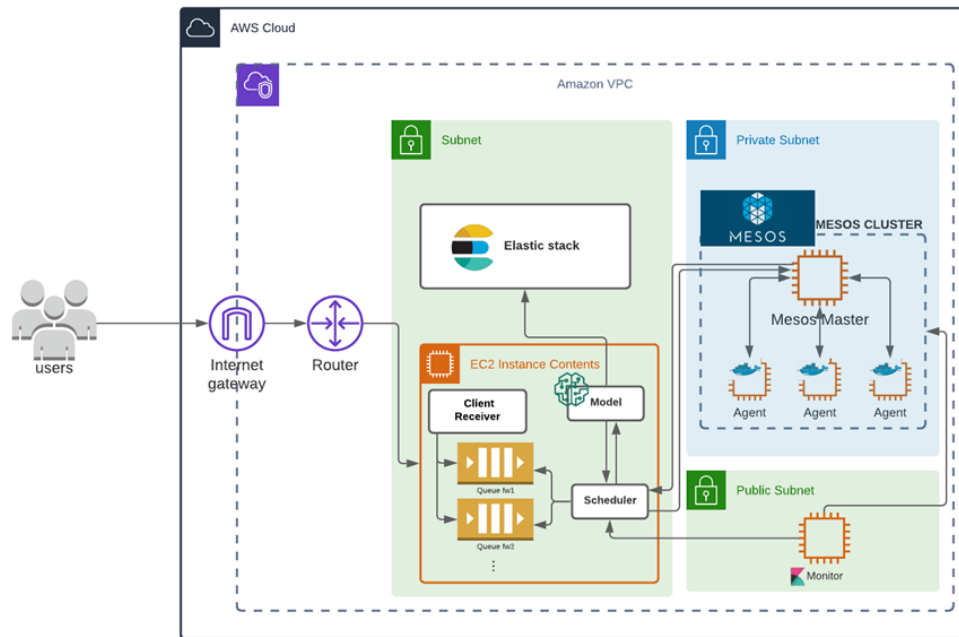 AWS Cloud
Amazon VPC
Subnet
Private Subnet
Elastic stack
MESOS
MESOS CLUSTER
Mesos Master
users
Internet
gateway
Router
EC2 Instance Contents
Client
Receiver
Model
Agent
Agent
Agent
Queue fw1
Scheduler
Queue fw2
Public Subnet
Monitor